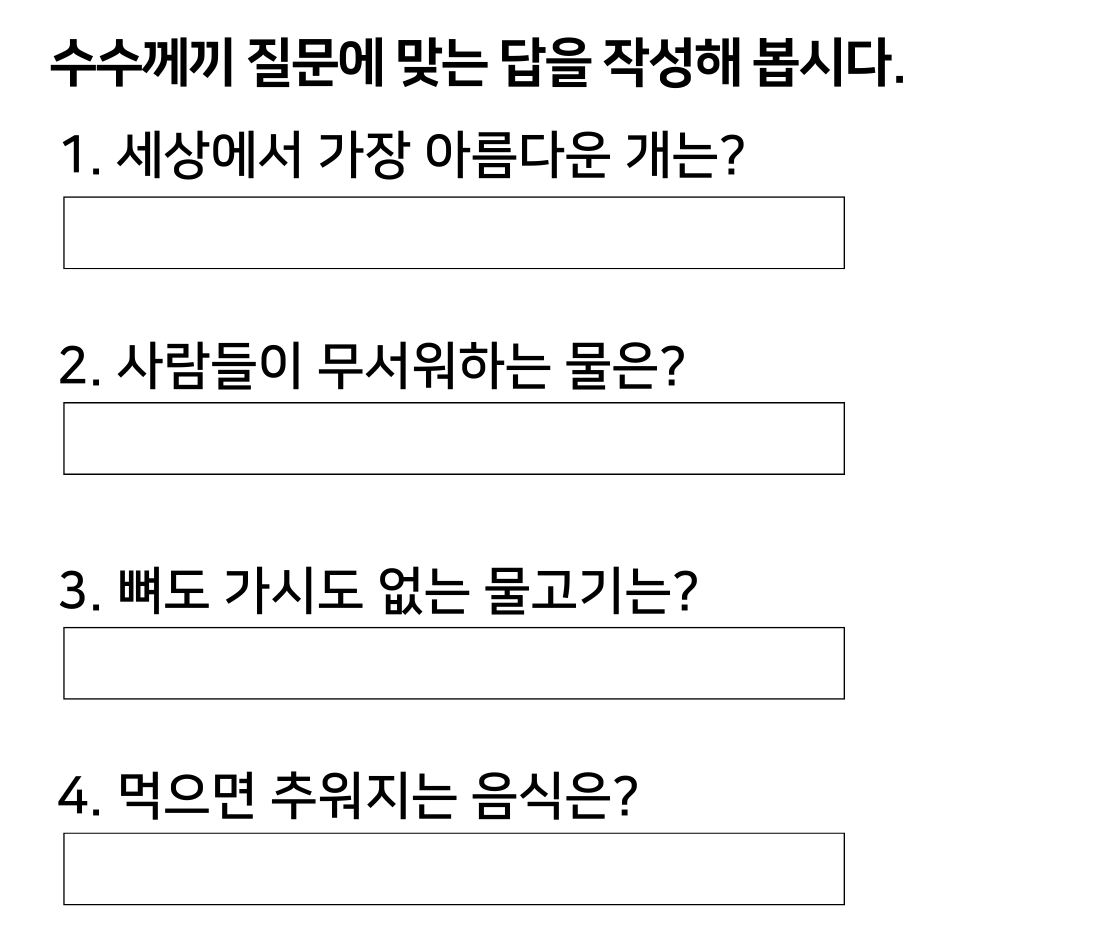 수수께끼 질문에 맞는 답을 작성해 봅시다.
1. 세상에서 가장 아름다운 개는?
2. 사람들이 무서워하는 물은?
3. 뼈도 가시도 없는 물고기는?
4. 먹으면 추워지는 음식은?